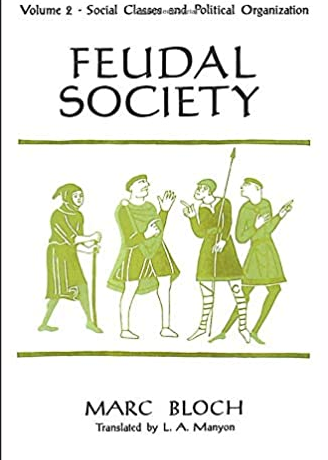 Volume 2 - Social Classes and Political Organization
FEUDAL
SOCIETY
MARC BLOCH
Translated by L. A. Manyon